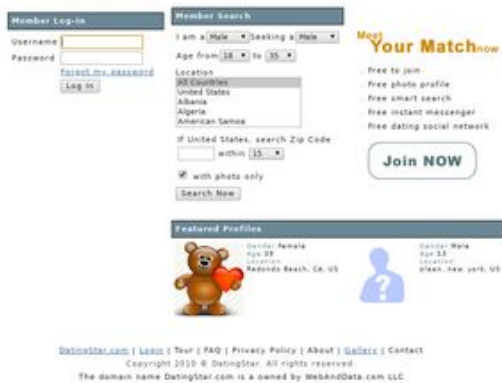 Member Log-In
Username
Password
Forgot my password
Log In
Member Search
I am a Male Seeking a Male
Age from 18 to 35
Location
All Countries
United States
Albania
Algeria
American Samoa
If United States, search Zip Code
within 15
with photo only
Search Now
Meet
Your Match now
Free to join
Free photo profile
Free smart search
Free instant messenger
Free dating social network
Join NOW
Featured Profiles
Gender Female
Age
Location
Redondo Beach, CA, US
Gender Male
Age 53
Location
olean, new york, US
DatingStar.com | Login | Tour | FAQ | Privacy Policy | About | Gallery | Contact
Copyright 2010 © DatingStar. All rights reserved.
The domain name DatingStar.com is a owned by WebAndData.com LLC